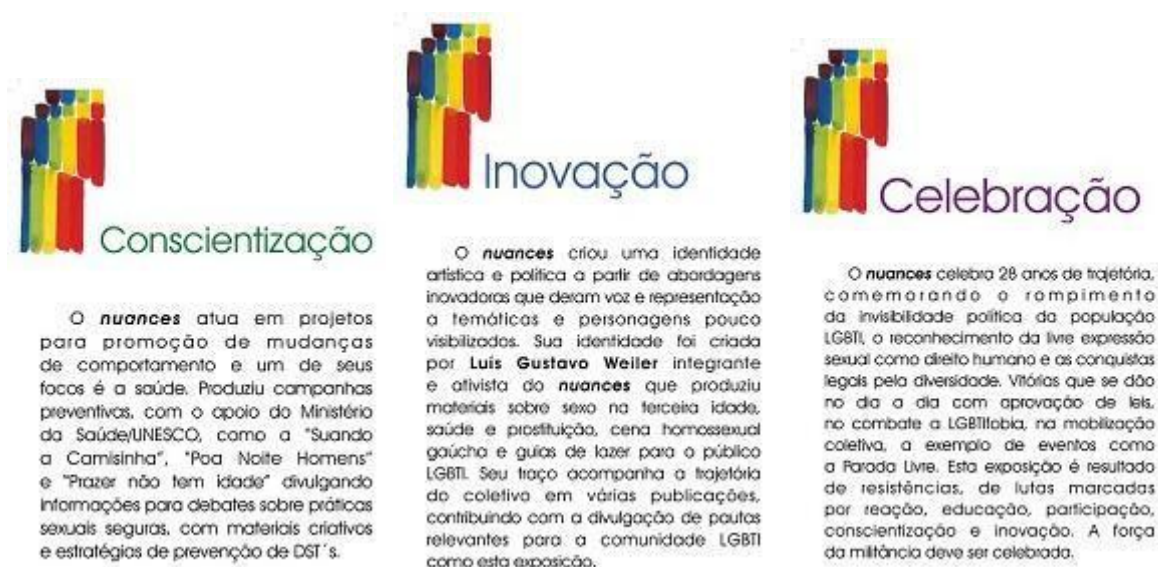 Conscientização
O nuances atua em projetos
para promoção de mudanças
de comportamento e um de seus
focos é a saúde. Produziu campanhas
preventivas, com o apoio do Ministério
da Saúde/UNESCO, como a "Suando
a Camisinha", "Poa Noite Homens"
e "Prazer não tem idade" divulgando
informações para debates sobre práticas
sexuais seguras, com materiais criativos
e estratégias de prevenção de DST´s.
Inovação
O nuances criou uma identidade
artística e política a partir de abordagens
inovadoras que deram voz e representação
a temáticas e personagens pouco
visibilizados. Sua identidade foi criada
por Luís Gustavo Weiler integrante
e ativista do nuances que produziu
materiais sobre sexo na terceira idade,
saúde e prostituição, cena homossexual
gaúcha e guias de lazer para o público
LGBTI. Seu traço acompanha a trajetória
do coletivo em várias publicações,
contribuindo com a divulgação de pautas
relevantes para a comunidade LGBTI
como esta exposição.
Celebração
O nuances celebra 28 anos de trajetória,
comemorando o rompimento
da invisibilidade política da população
LGBTI, o reconhecimento da livre expressão
sexual como direito humano e as conquistas
legais pela diversidade. Vitórias que se dão
no dia a dia com aprovação de leis,
no combate a LGBTIfobia, na mobilização
coletiva, a exemplo de eventos como
a Parada Livre. Esta exposição é resultado
de resistências, de lutas marcadas
por reação, educação, participação,
conscientização e inovação. A força
da militância deve ser celebrada.